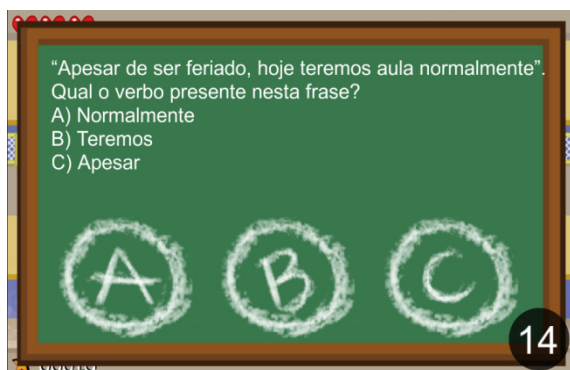 “Apesar de ser feriado, hoje teremos aula normalmente”.
Qual o verbo presente nesta frase?
A) Normalmente
B) Teremos
C) Apesar
A B C
14